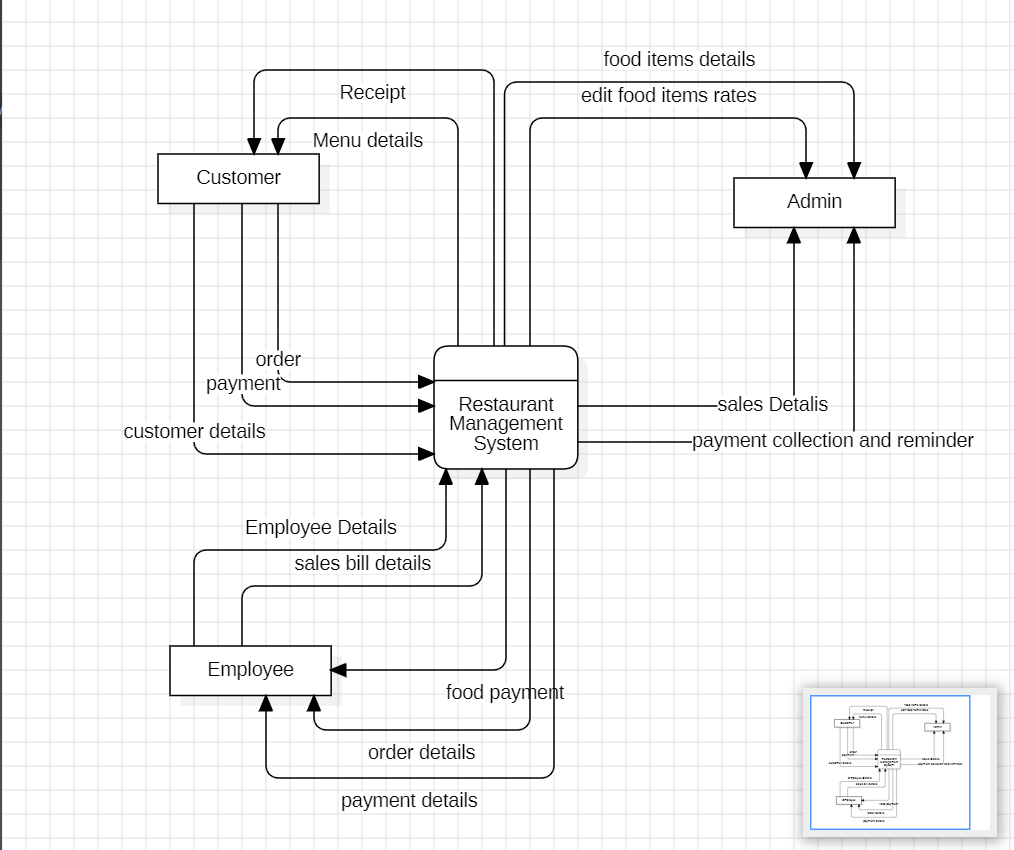 food items details
Receipt
edit food items rates
Menu details
Customer
Admin
order
payment
Restaurant
Management
System
sales Detalis
customer details
payment collection and reminder
Employee Details
sales bill details
Employee
food payment
order details
payment details